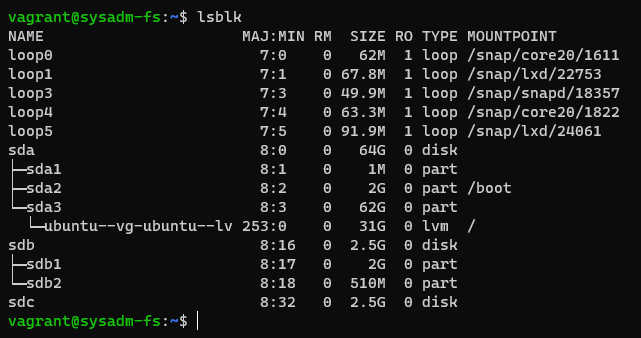 vagrant@sysadm-fs:~$ lsblk
NAME                      MAJ:MIN RM  SIZE RO TYPE MOUNTPOINT
loop0                       7:0    0   62M  1 loop /snap/core20/1611
loop1                       7:1    0 67.8M  1 loop /snap/lxd/22753
loop3                       7:3    0 49.9M  1 loop /snap/snapd/18357
loop4                       7:4    0 63.3M  1 loop /snap/core20/1822
loop5                       7:5    0 91.9M  1 loop /snap/lxd/24061
sda                         8:0    0   64G  0 disk
├─sda1                      8:1    0    1M  0 part
├─sda2                      8:2    0    2G  0 part /boot
└─sda3                      8:3    0   62G  0 part
  └─ubuntu--vg-ubuntu--lv 253:0    0   31G  0 lvm  /
sdb                         8:16   0  2.5G  0 disk
├─sdb1                      8:17   0    2G  0 part
└─sdb2                      8:18   0  510M  0 part
sdc                         8:32   0  2.5G  0 disk
vagrant@sysadm-fs:~$